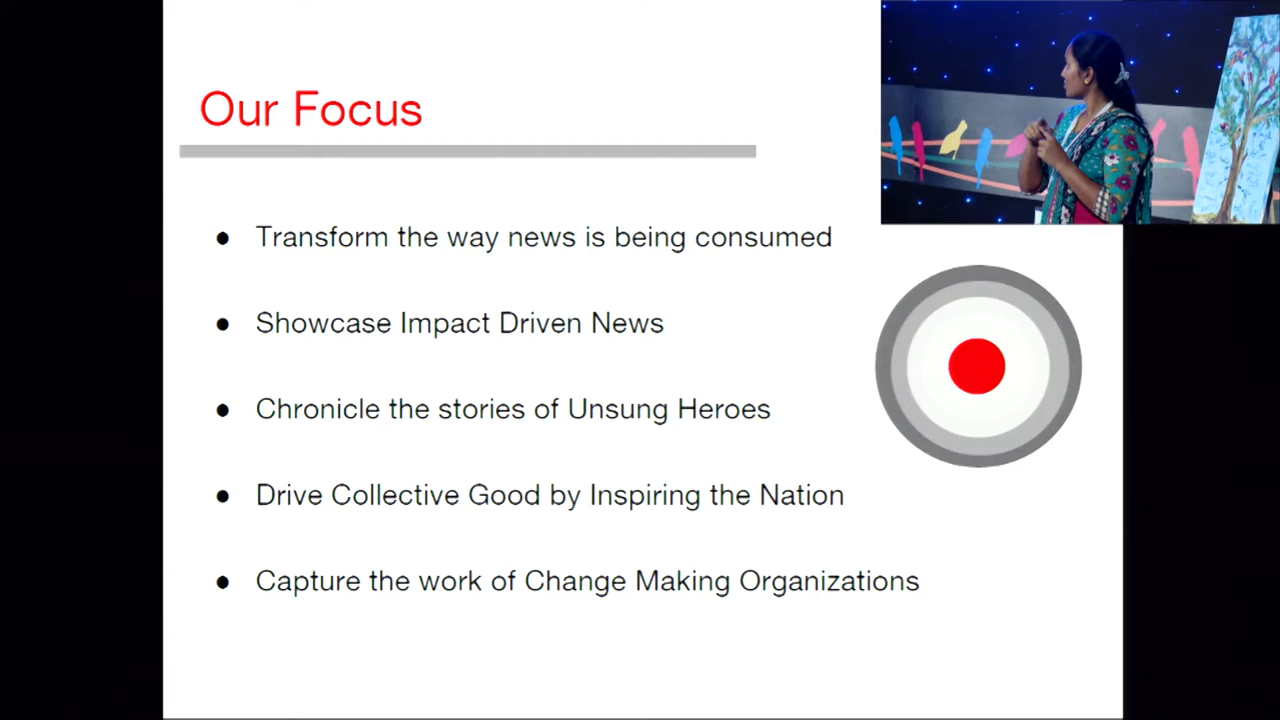 Our Focus
● Transform the way news is being consumed
● Showcase Impact Driven News
● Chronicle the stories of Unsung Heroes
● Drive Collective Good by Inspiring the Nation
● Capture the work of Change Making Organizations